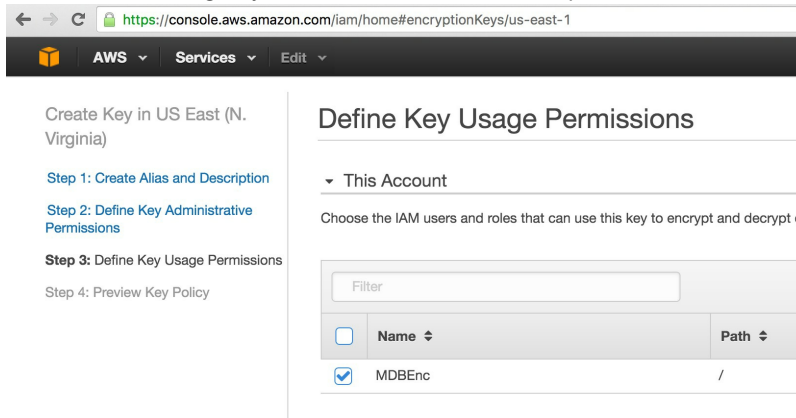 https://console.aws.amazon.com/iam/home#encryptionKeys/us-east-1
AWS Services Edit
Create Key in US East (N.
Virginia)
Step 1: Create Alias and Description
Step 2: Define Key Administrative
Permissions
Step 3: Define Key Usage Permissions
Step 4: Preview Key Policy
Define Key Usage Permissions
This Account
Choose the IAM users and roles that can use this key to encrypt and decrypt
Filter
Name Path
MDBEnc /